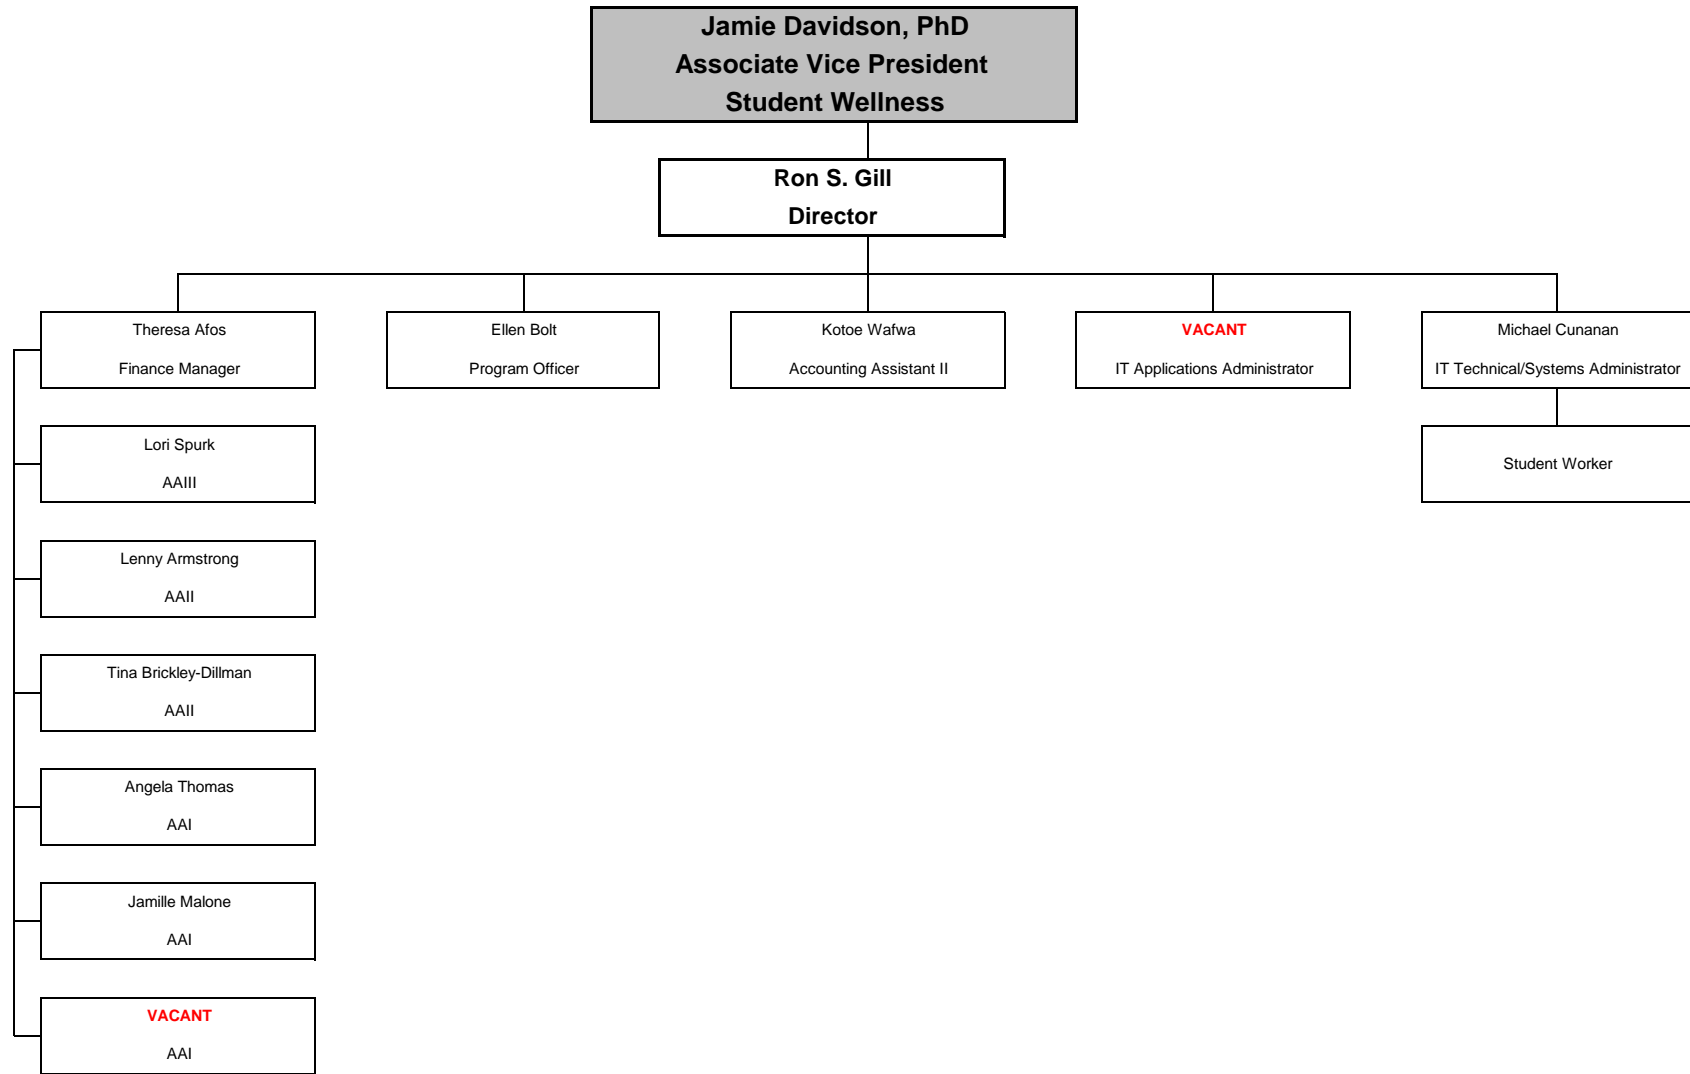 Jamie Davidson, PhD
Associate Vice President
Student Wellness
Ron S. Gill
Director
Theresa Afos
Finance Manager
Ellen Bolt
Program Officer
Kotoe Wafwa
Accounting Assistant II
VACANT
IT Applications Administrator
Michael Cunanan
IT Technical/Systems Administrator
Lori Spurk
AAIII
Student Worker
Lenny Armstrong
AAII
Tina Brickley-Dillman
AAII
Angela Thomas
AAI
Jamille Malone
AAI
VACANT
AAI